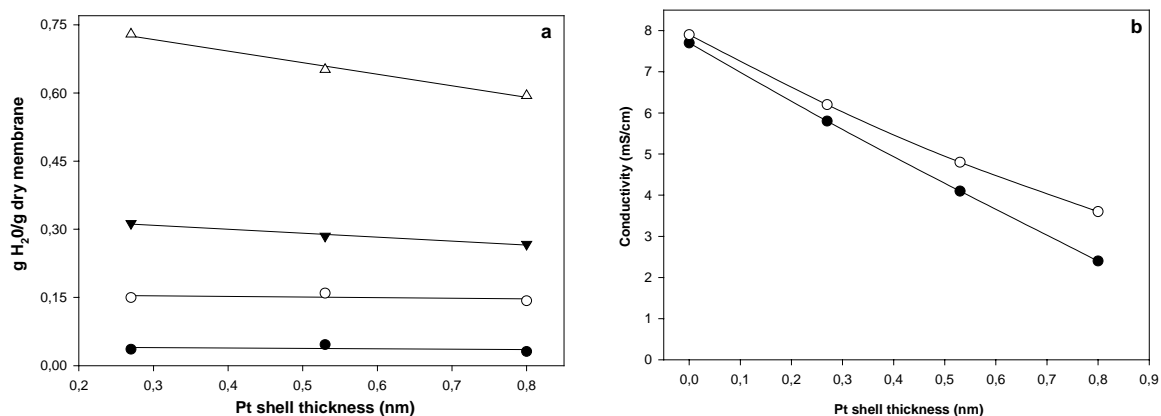 a
0,75
0,60
0,45
0,30
0,15
0,00
g H20/g dry membrane
0,2 0,3 0,4 0,5 0,6 0,7 0,8
Pt shell thickness (nm)
b
8
7
6
5
4
3
2
1
0
Conductivity (mS/cm)
0,0 0,1 0,2 0,3 0,4 0,5 0,6 0,7 0,8 0,9
Pt shell thickness (nm)